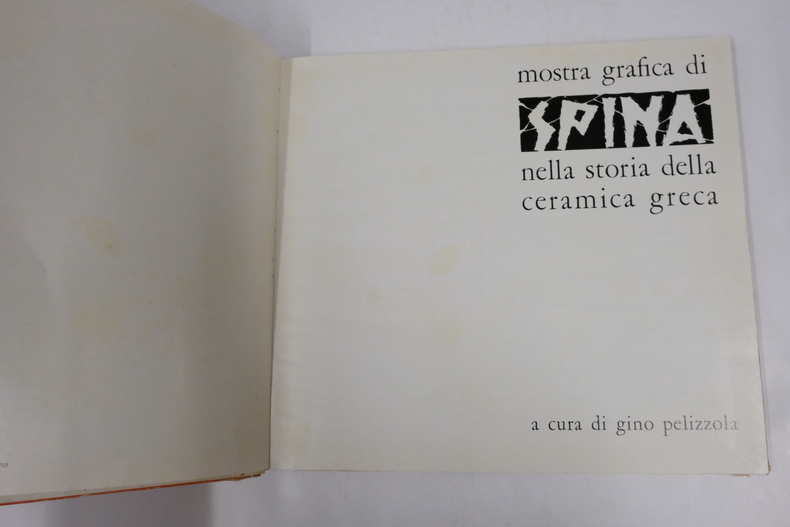 mostra grafica di
SPINA
nella storia della
ceramica greca
a cura di gino pelizzola